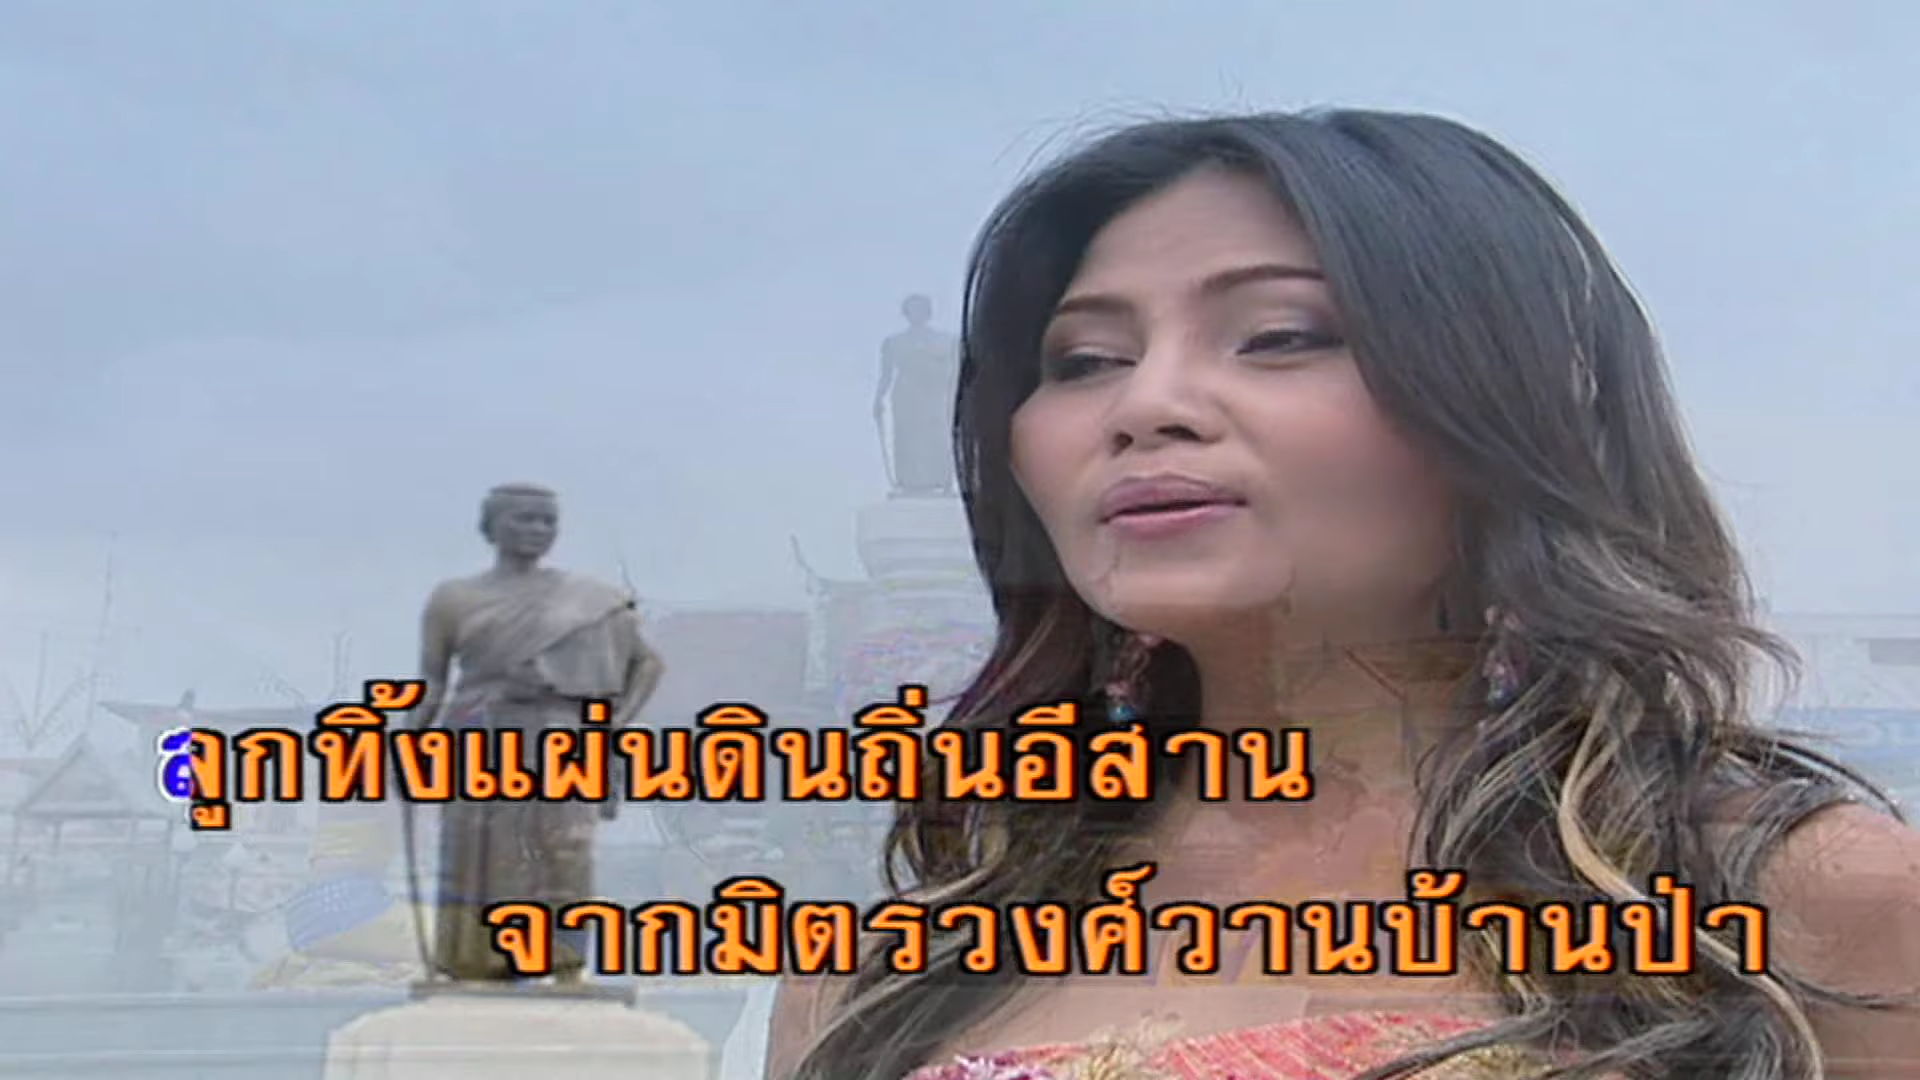 ลูกทิ้งแผ่นดินถิ่นอีสาน
จากมิตรวงศ์วานบ้านป่า